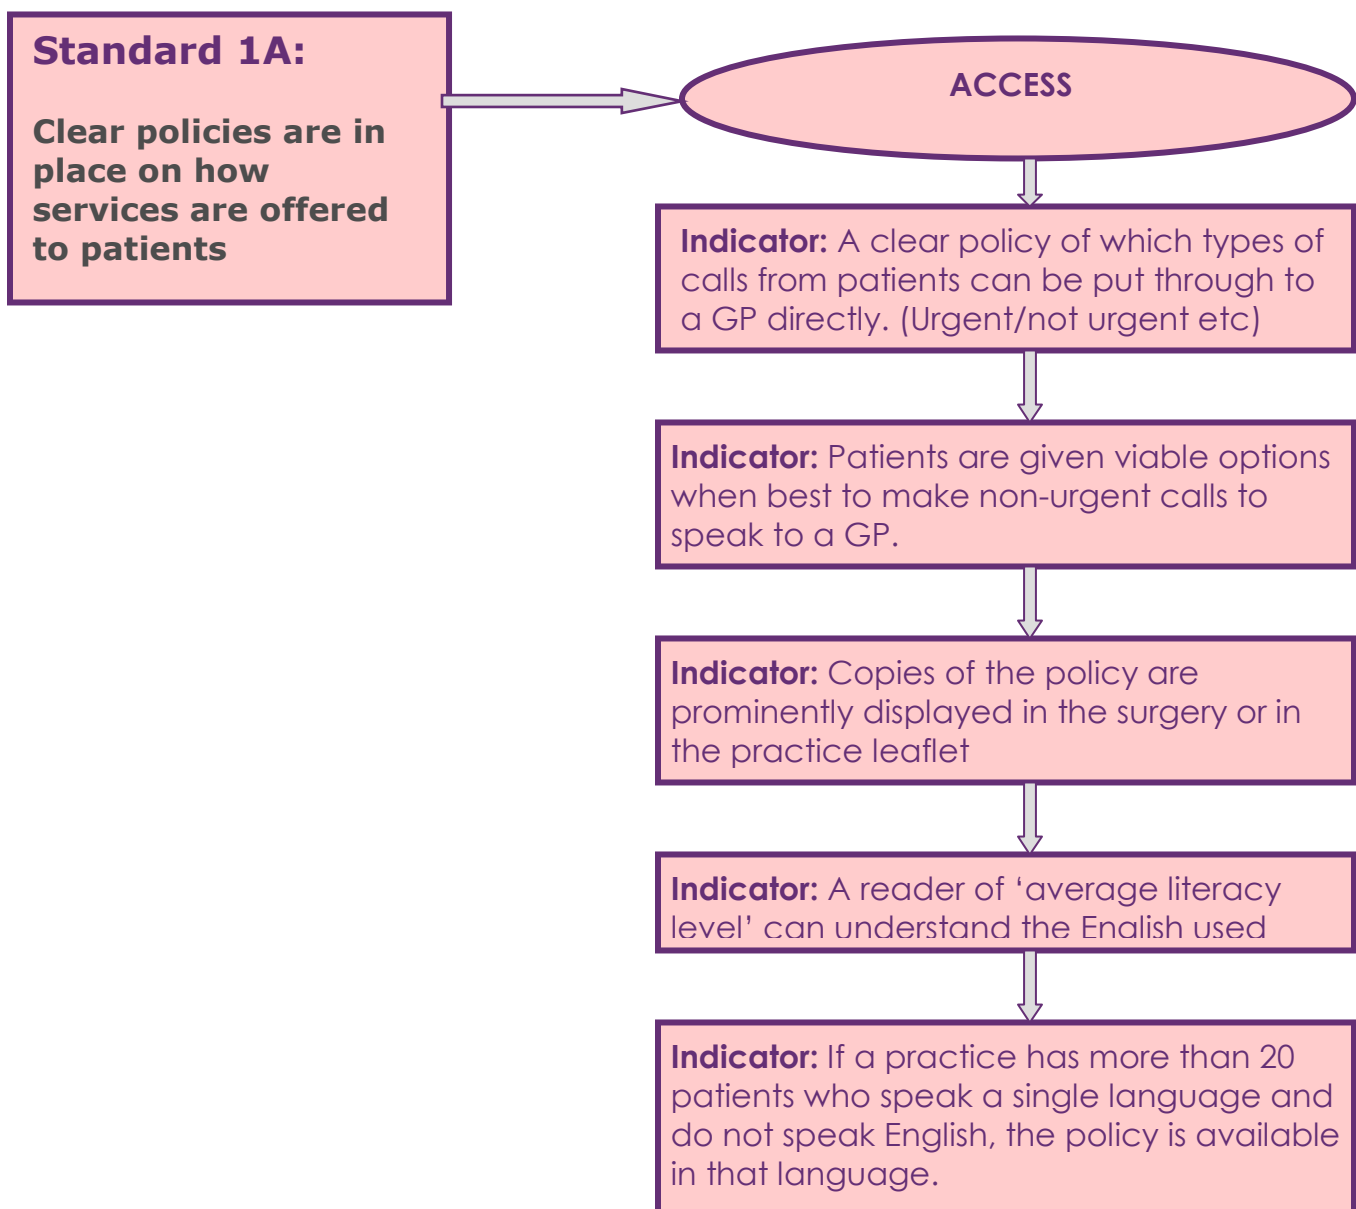 Standard 1A:
Clear policies are in
place on how
services are offered
to patients
ACCESS
Indicator: A clear policy of which types of
calls from patients can be put through to
a GP directly. (Urgent/not urgent etc)
Indicator: Patients are given viable options
when best to make non-urgent calls to
speak to a GP.
Indicator: Copies of the policy are
prominently displayed in the surgery or in
the practice leaflet
Indicator: A reader of ‘average literacy
level’ can understand the English used
Indicator: If a practice has more than 20
patients who speak a single language and
do not speak English, the policy is available
in that language.